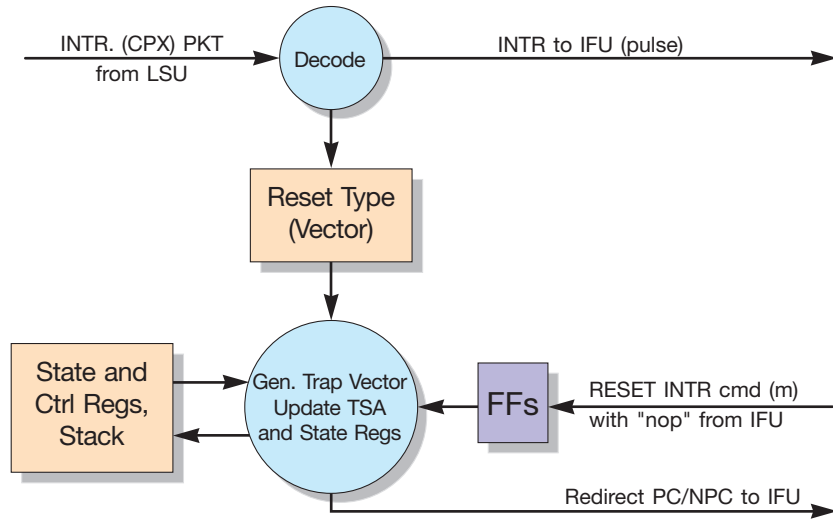 INTR. (CPX) PKT
from LSU
Decode
INTR to IFU (pulse)
Reset Type
(Vector)
State and
Ctrl Regs,
Stack
Gen. Trap Vector
Update TSA
and State Regs
FFs
RESET INTR cmd (m)
with "nop" from IFU
Redirect PC/NPC to IFU